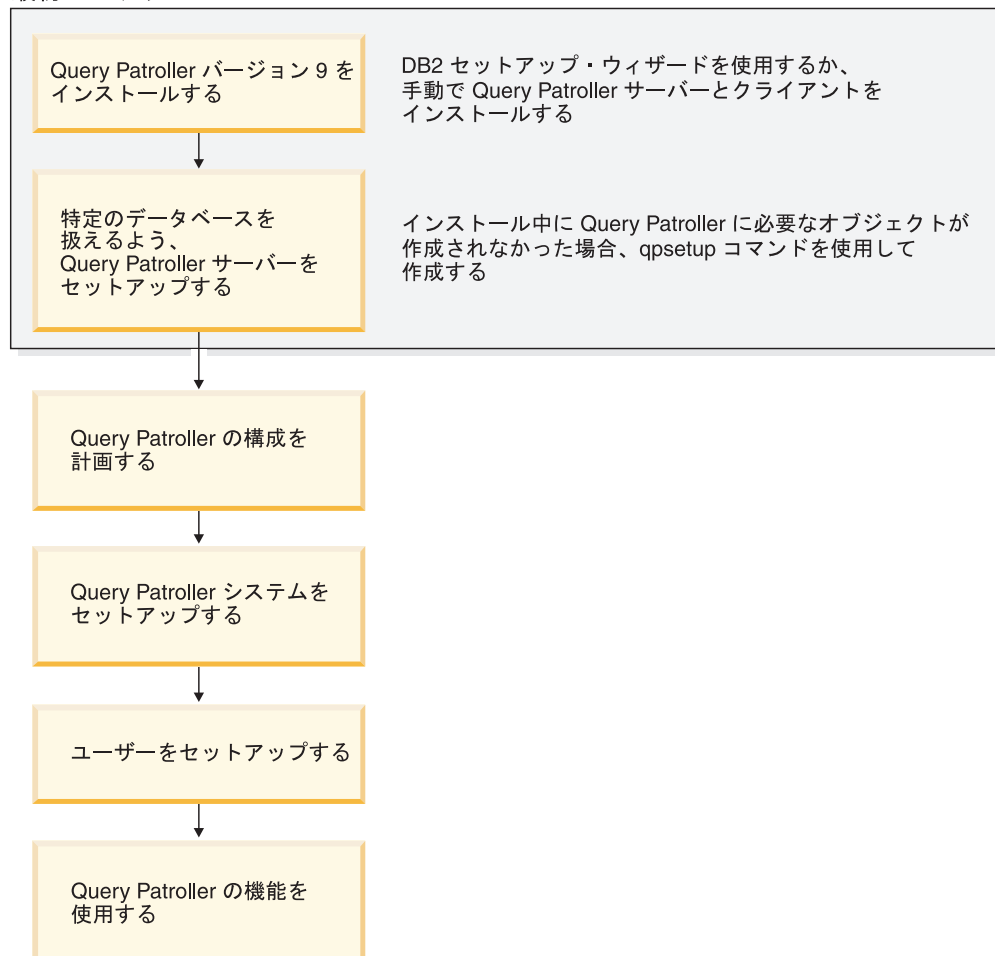 Query Patroller バージョン 9 を
インストールする
DB2 セットアップ・ウィザードを使用するか、
手動で Query Patroller サーバーとクライアントを
インストールする
特定のデータベースを
扱えるよう、
Query Patroller サーバーを
セットアップする
インストール中に Query Patroller に必要なオブジェクトが
作成されなかった場合、qpsetup コマンドを使用して
作成する
Query Patroller の構成を
計画する
Query Patroller システムを
セットアップする
ユーザーをセットアップする
Query Patroller の機能を
使用する